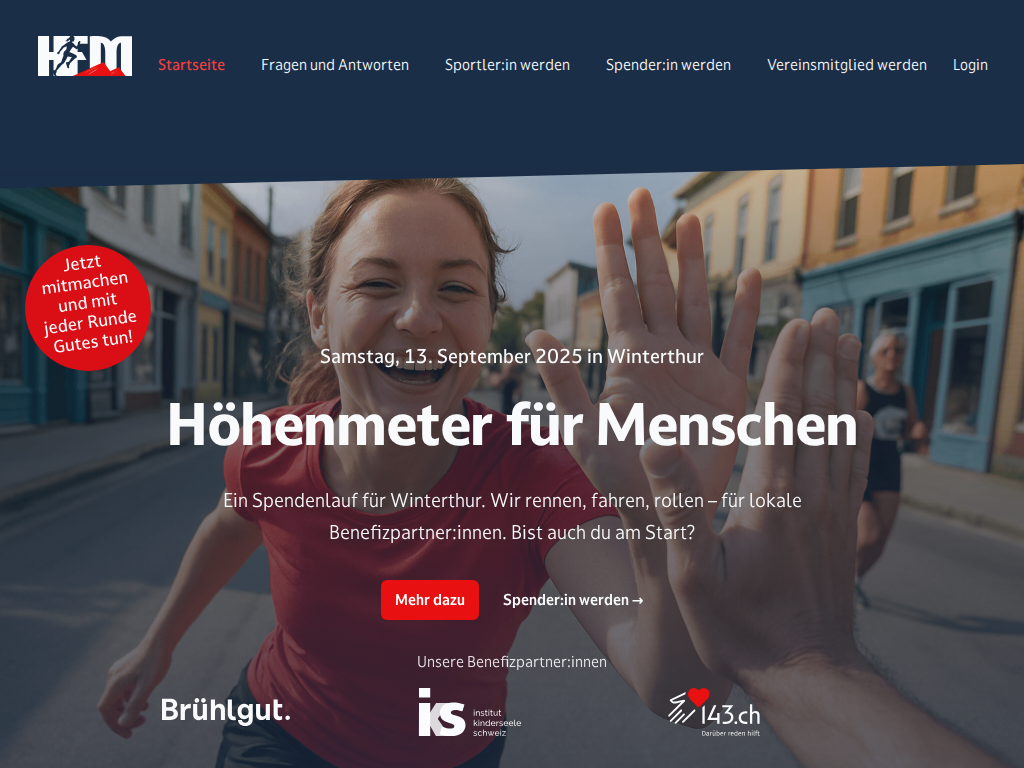 HFM
Startseite
Fragen und Antworten
Sportler:in werden
Spender:in werden
Vereinsmitglied werden
Login
Jetzt
mitmachen
und mit
jeder Runde
Gutes tun!
Samstag, 13. September 2025 in Winterthur
Höhenmeter für Menschen
Ein Spendenlauf für Winterthur. Wir rennen, fahren, rollen – für lokale
Benefizpartner:innen. Bist auch du am Start?
Mehr dazu
Spender:in werden →
Unsere Benefizpartner:innen
Brühlgut.
iks
institut
kinderseele
schweiz
143.ch
Darüber reden hilft